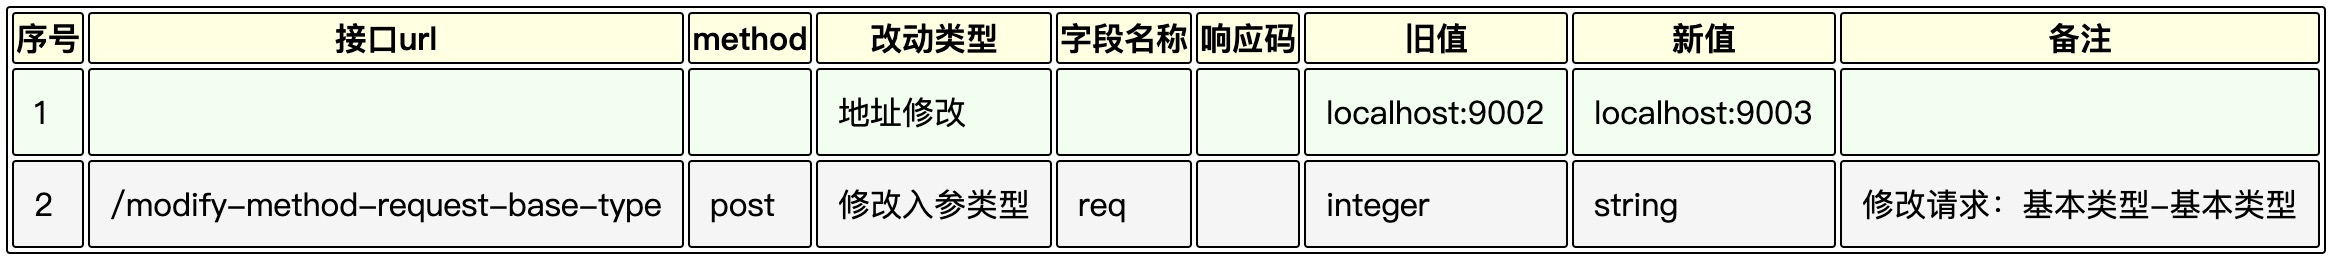 序号 接口url method 改动类型 字段名称 响应码 旧值 新值 备注
1 地址修改 localhost:9002 localhost:9003
2 /modify-method-request-base-type post 修改入参类型 req integer string 修改请求：基本类型-基本类型